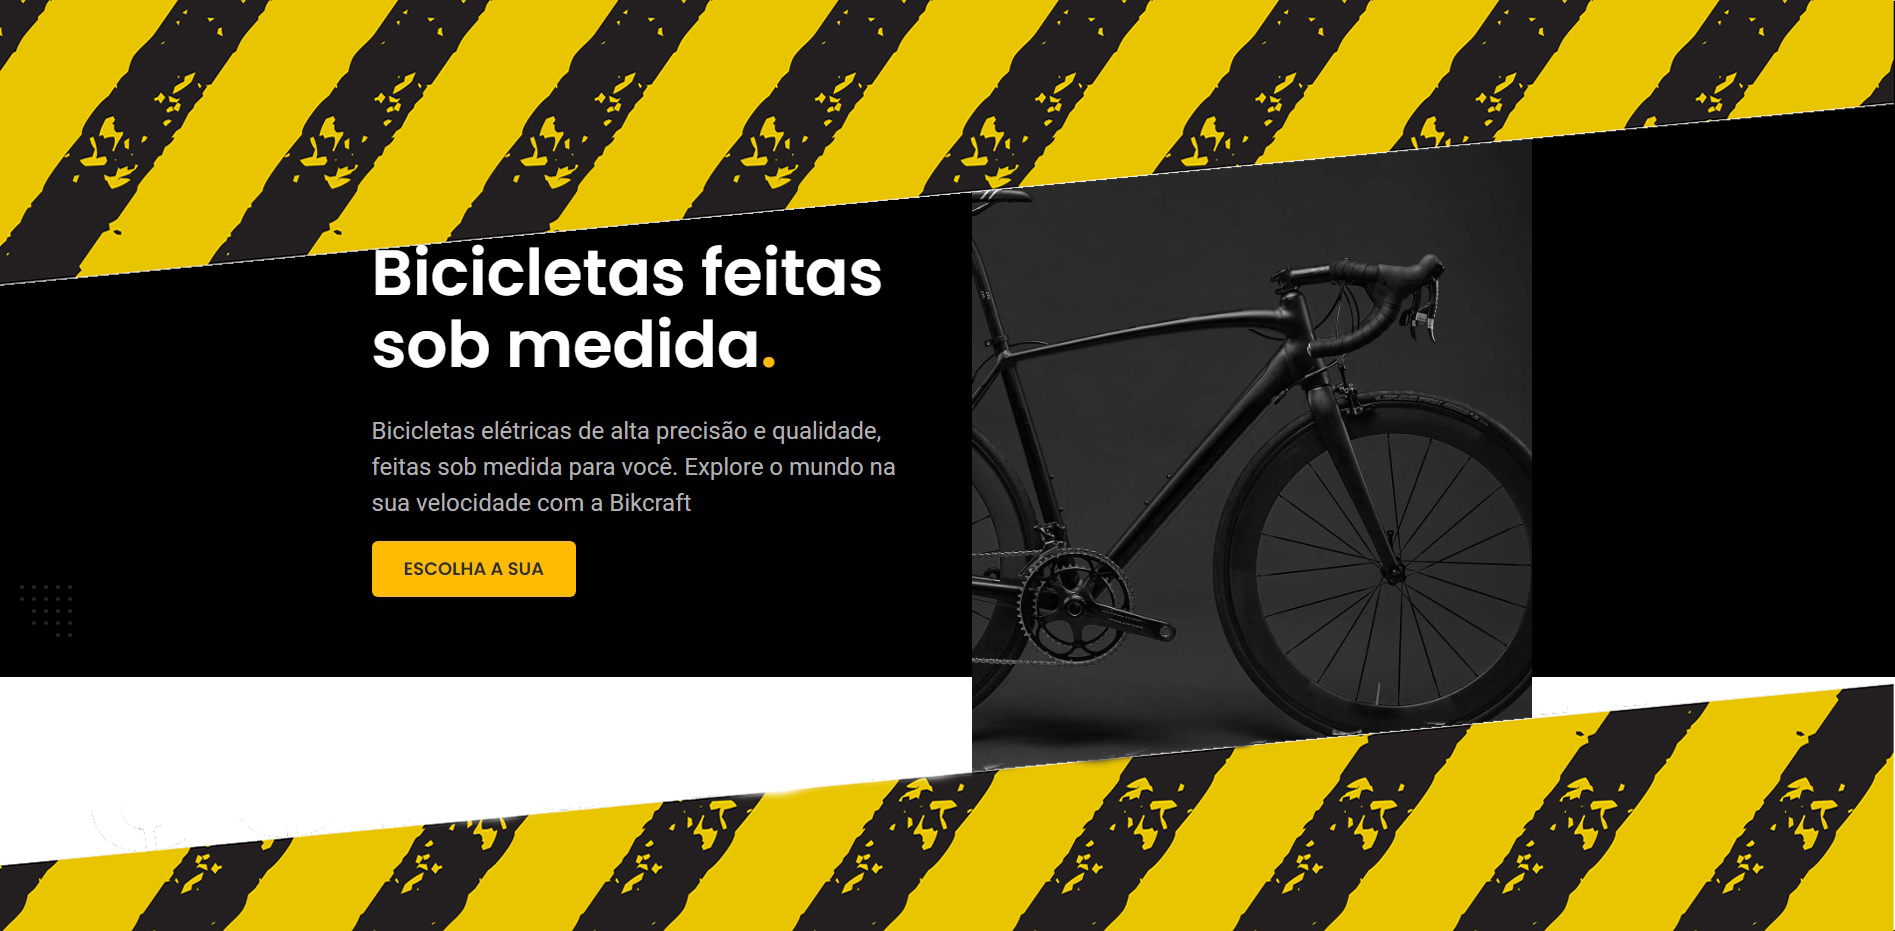 Bicicletas feitas
sob medida.
Bicicletas elétricas de alta precisão e qualidade,
feitas sob medida para você. Explore o mundo na
sua velocidade com a Bikcraft
ESCOLHA A SUA